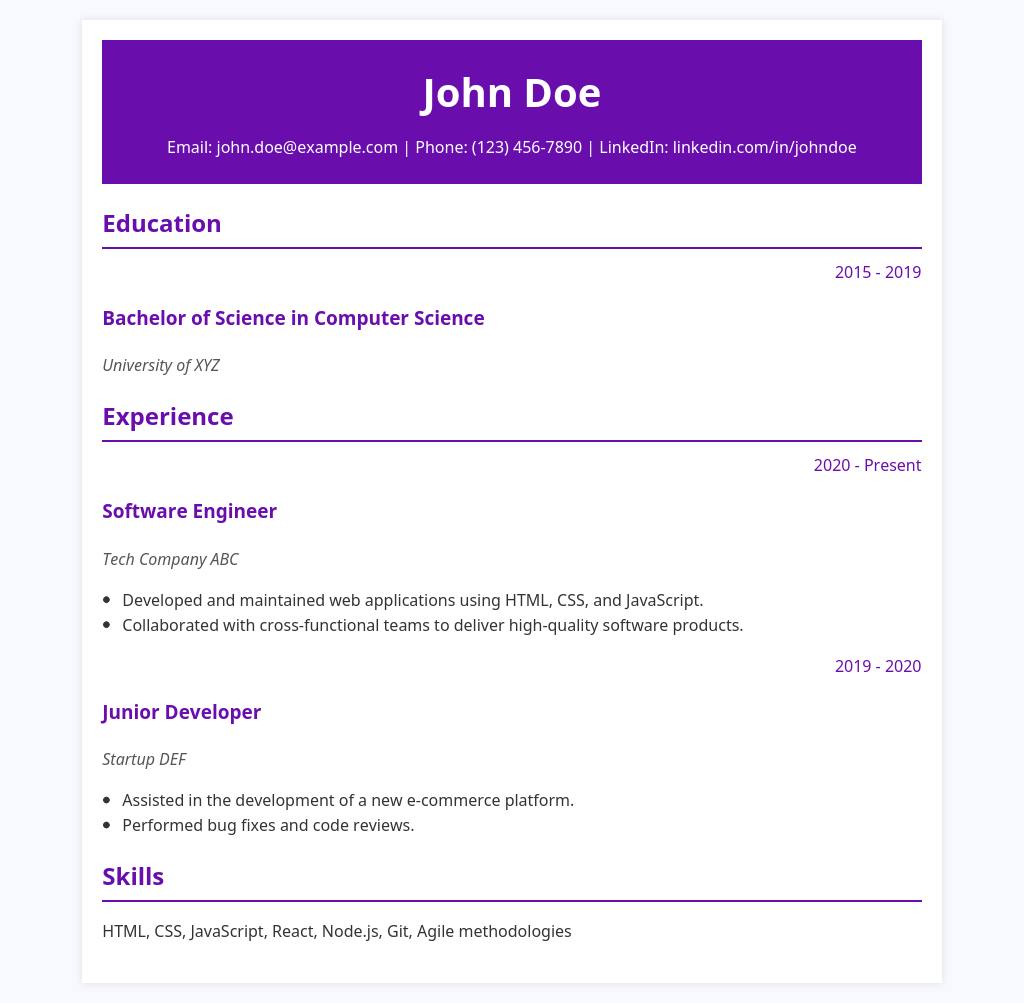 John Doe
Email: john.doe@example.com | Phone: (123) 456-7890 | LinkedIn: linkedin.com/in/johndoe
Education
2015 - 2019
Bachelor of Science in Computer Science
University of XYZ
Experience
2020 - Present
Software Engineer
Tech Company ABC
• Developed and maintained web applications using HTML, CSS, and JavaScript.
• Collaborated with cross-functional teams to deliver high-quality software products.
2019 - 2020
Junior Developer
Startup DEF
• Assisted in the development of a new e-commerce platform.
• Performed bug fixes and code reviews.
Skills
HTML, CSS, JavaScript, React, Node.js, Git, Agile methodologies